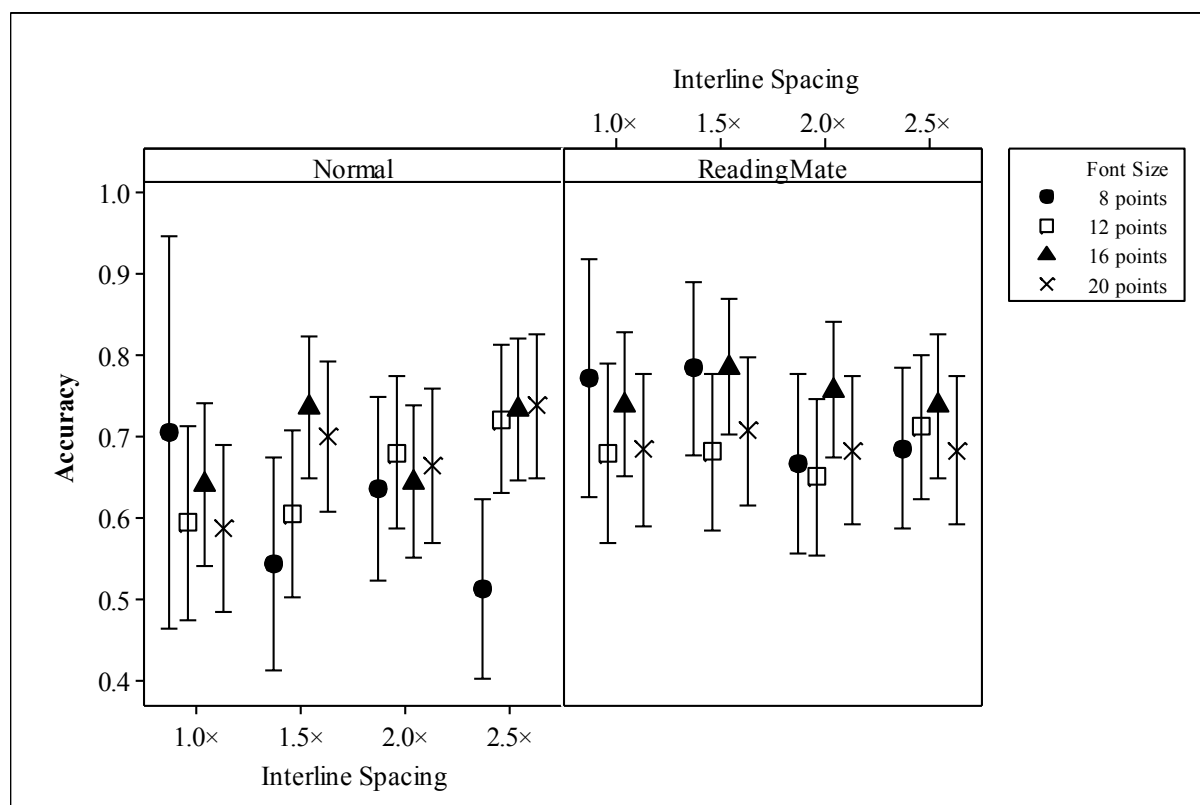 Interline Spacing
1.0× 1.5× 2.0× 2.5×
Normal ReadingMate
Font Size
8 points
12 points
16 points
20 points
Accuracy
1.0
0.9
0.8
0.7
0.6
0.5
0.4
1.0× 1.5× 2.0× 2.5×
Interline Spacing